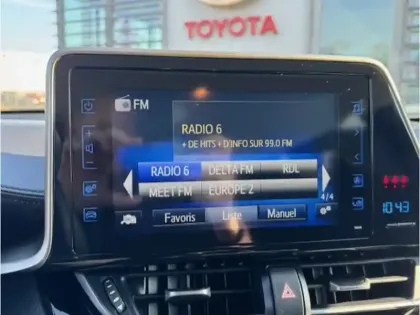 TOYOTA
FM
RADIO 6
+ DE HITS + D'INFO SUR 99.0 FM
RADIO 6 DELTA FM RDL
MEET FM EUROPE 2
4/4
Favoris Liste Manuel
10:43